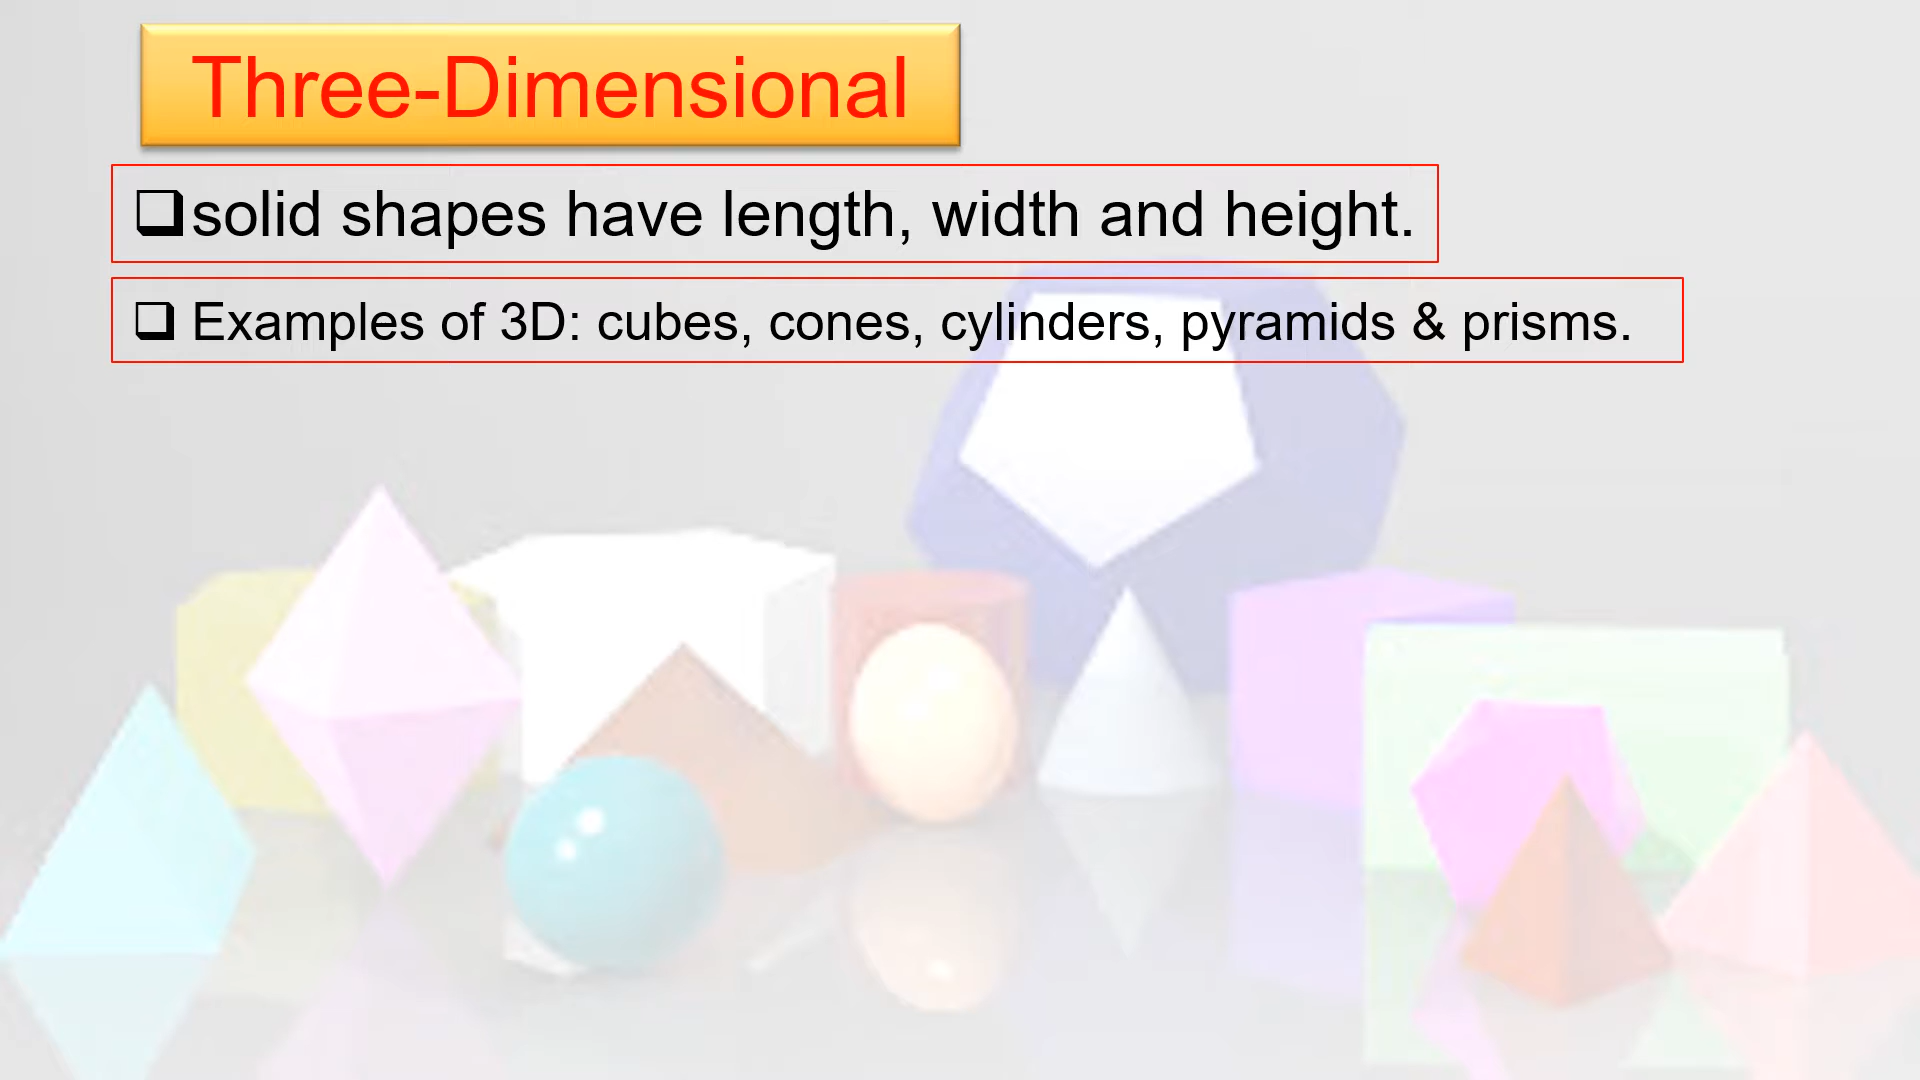 Three-Dimensional
❑solid shapes have length, width and height.
❑ Examples of 3D: cubes, cones, cylinders, pyramids & prisms.